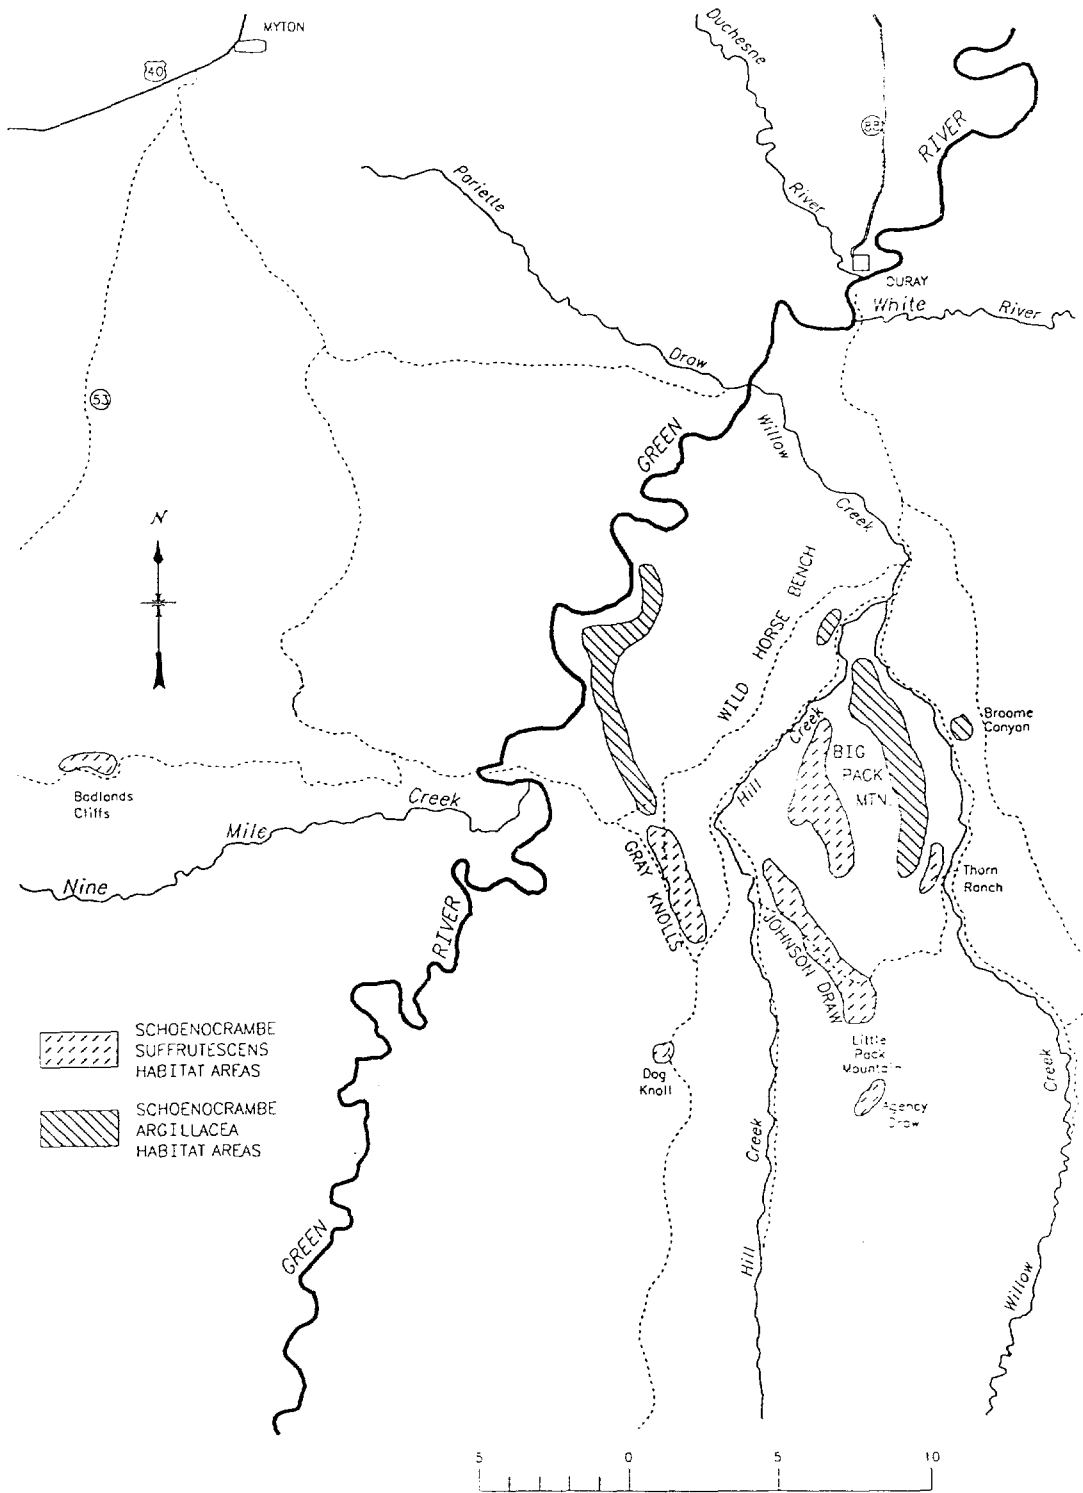 MYTON
40
Duchesne
River
88
RIVER
Pariette
Draw
OURAY
White
River
53
GREEN
Willow
Creek
N
WILD HORSE BENCH
Broome
Canyon
Creek
Hill
BIG
PACK
MTN.
Badlands
Cliffs
Creek
Mile
Nine
GRAY KNOLLS
Thorn
Ranch
RIVER
JOHNSON DRAW
SCHOENOCRAMBE
SUFFRUTESCENS
HABITAT AREAS
Little
Pack
Mountain
Dog
Knoll
Creek
SCHOENOCRAMBE
ARGILLACEA
HABITAT AREAS
Agency
Draw
Creek
GREEN
Hill
Willow
5 0 5 10